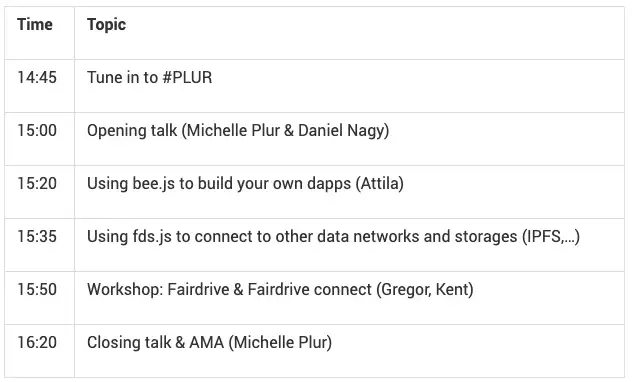 Time Topic
14:45 Tune in to #PLUR
15:00 Opening talk (Michelle Plur & Daniel Nagy)
15:20 Using bee.js to build your own dapps (Attila)
15:35 Using fds.js to connect to other data networks and storages (IPFS,...)
15:50 Workshop: Fairdrive & Fairdrive connect (Gregor, Kent)
16:20 Closing talk & AMA (Michelle Plur)